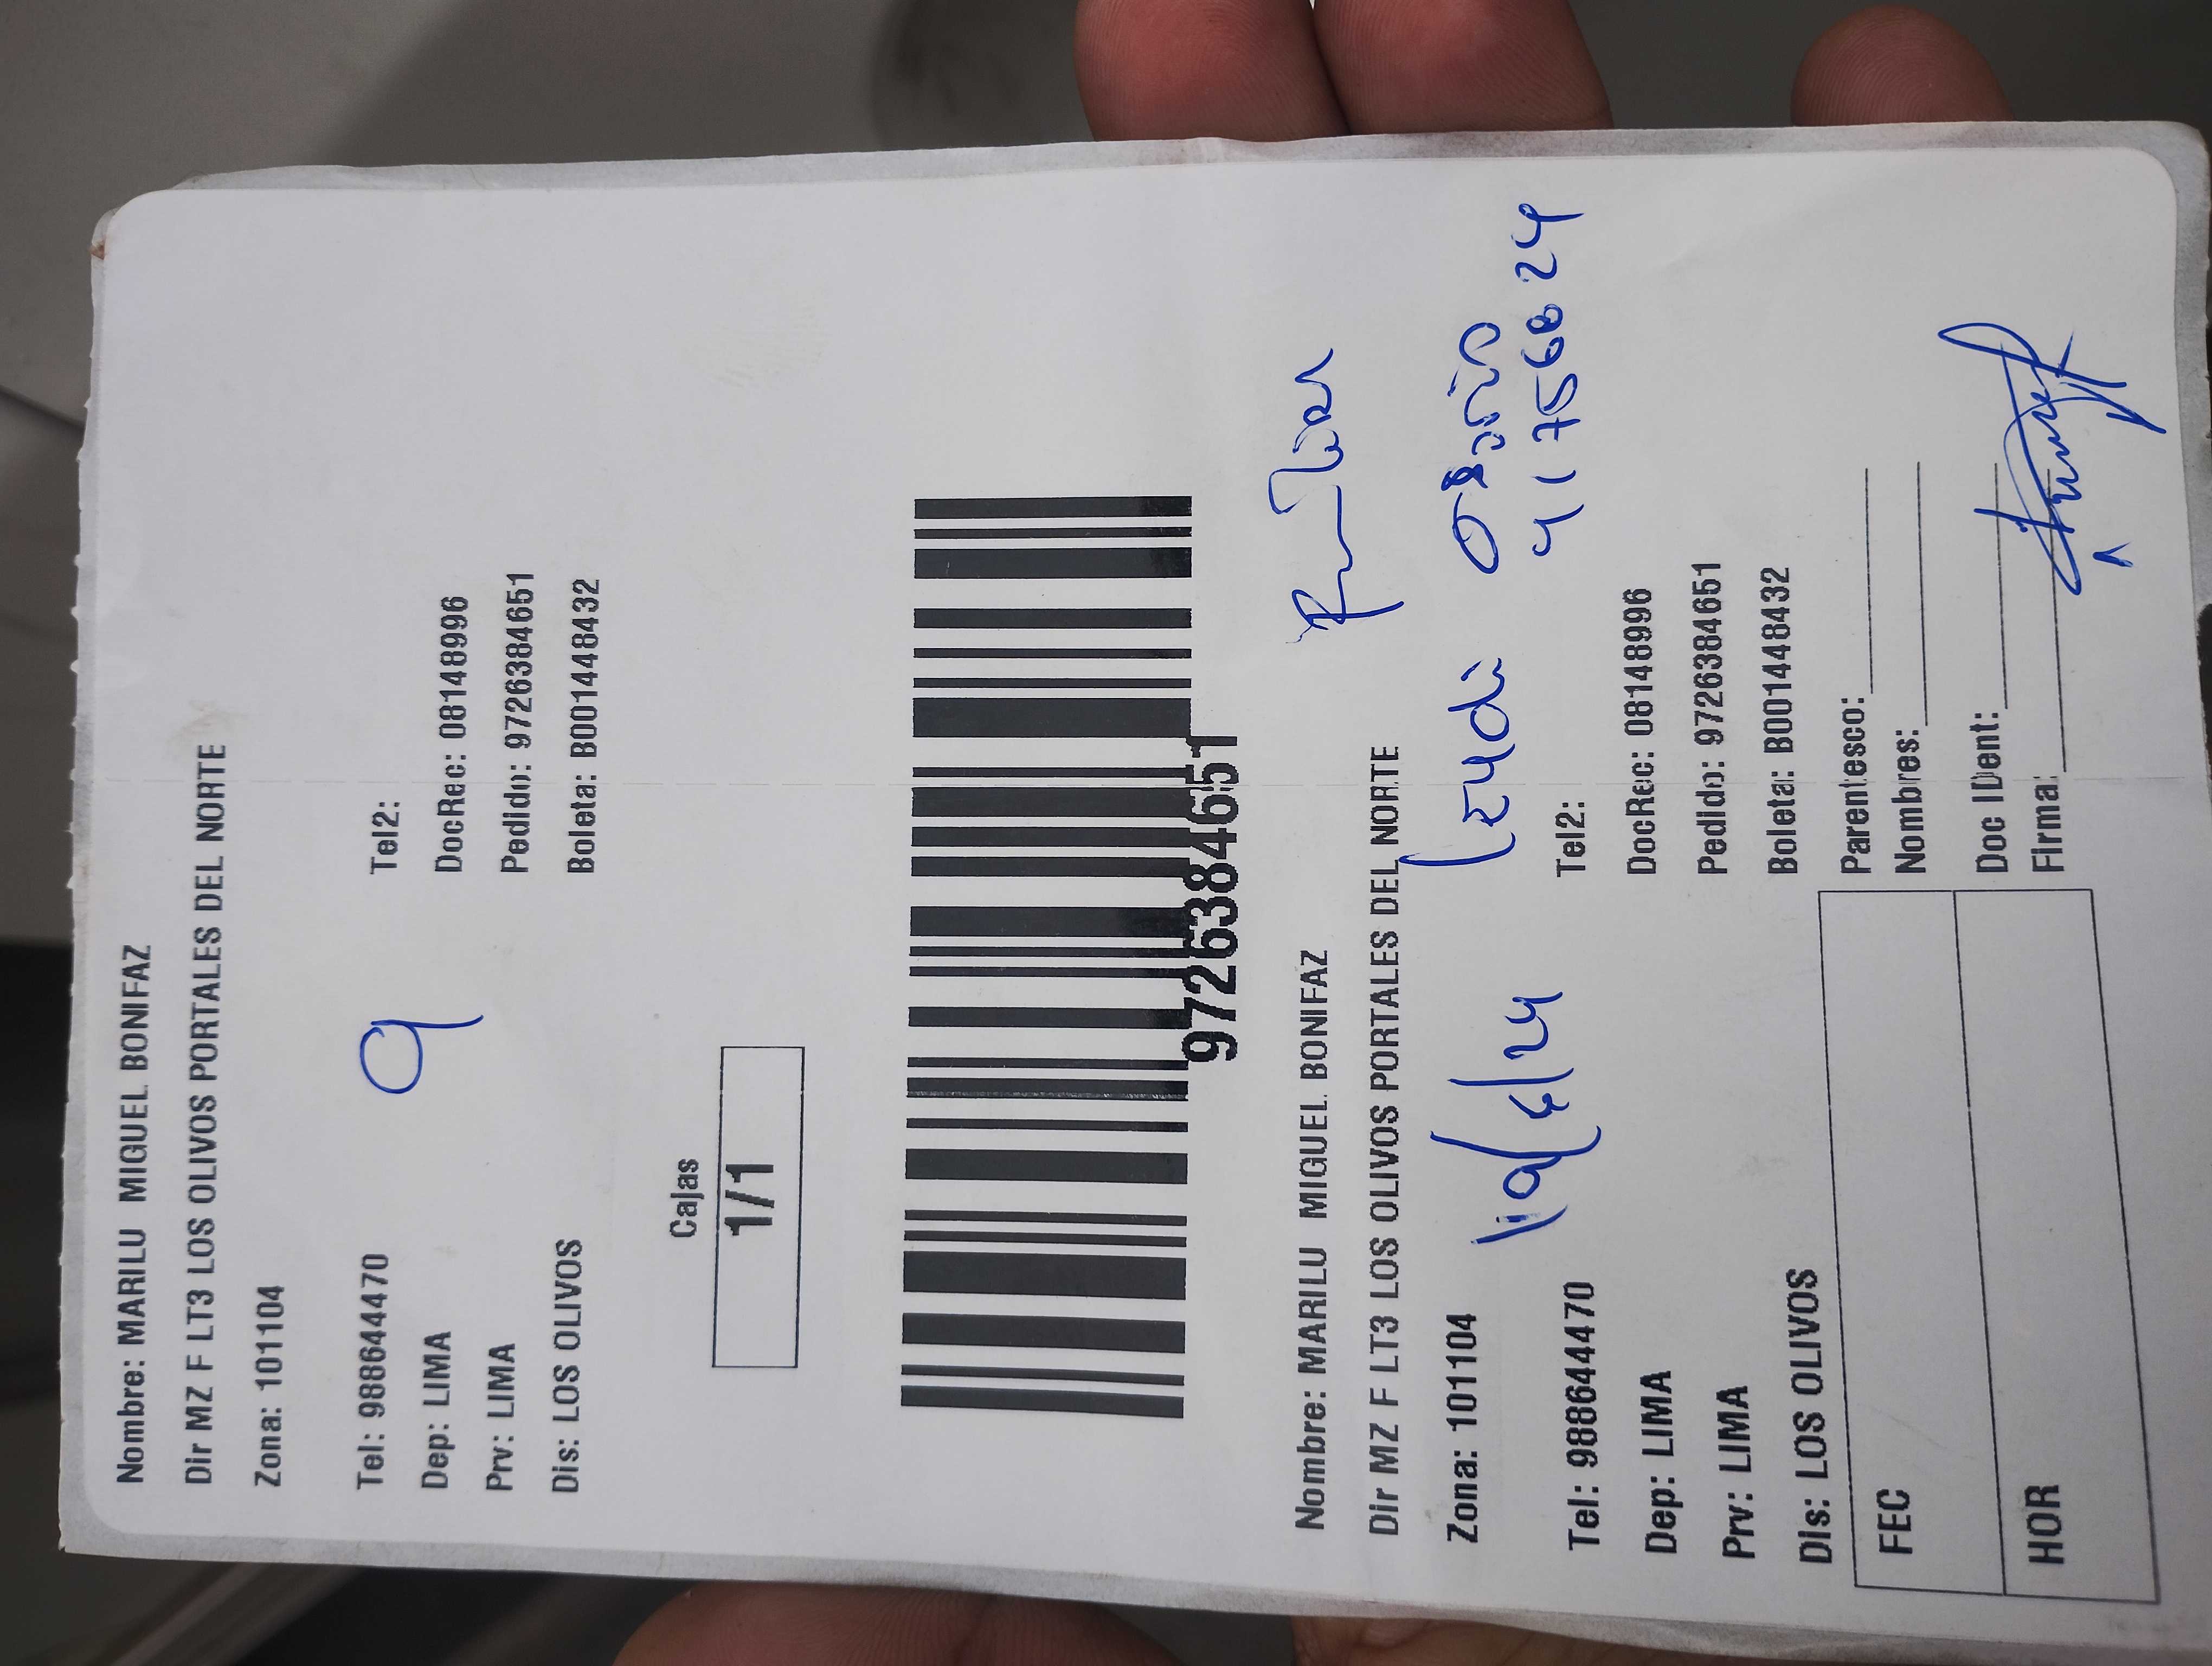 Nombre: MARILU MIGUEL BONIFAZ
Dir MZ F LT3 LOS OLIVOS PORTALES DEL NORTE
Zona: 101104
9
Tel: 988644470 Tel2:
Dep: LIMA DocRec: 08148996
Prv: LIMA Pedido: 9726384651
Dis: LOS OLIVOS Boleta: B001448432
Cajas
1/1
9726384651
Nombre: MARILU MIGUEL BONIFAZ
Dir MZ F LT3 LOS OLIVOS PORTALES DEL NORTE
Zona: 101104
Tel: 988644470 Tel2:
Dep: LIMA DocRec: 08148996
Prv: LIMA Pedido: 9726384651
Dis: LOS OLIVOS Boleta: B001448432
FEC Parentesco:
Nombres:
HOR Doc IDent:
Firma: